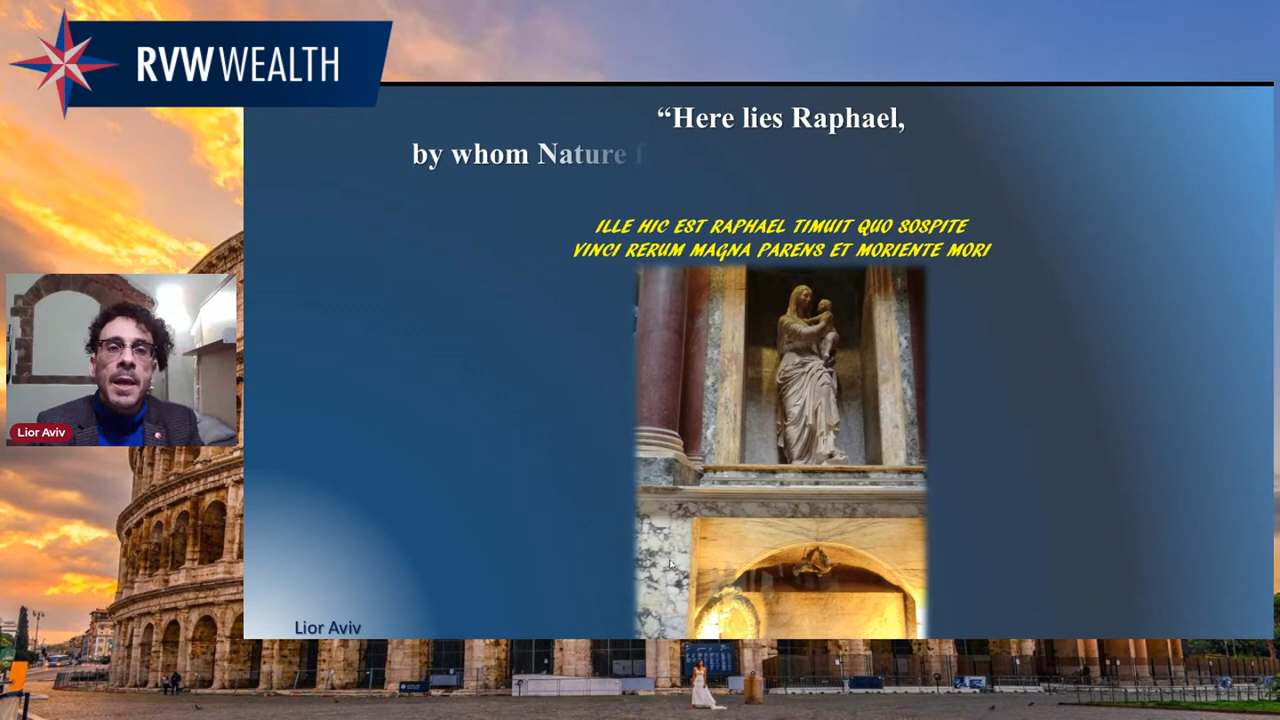 RVW WEALTH
“Here lies Raphael,
by whom Nature f
ILLE HIC EST RAPHAEL TIMUIT QUO SOSPITE
VINCI RERUM MAGNA PARENS ET MORIENTE MORI
Lior Aviv
Lior Aviv